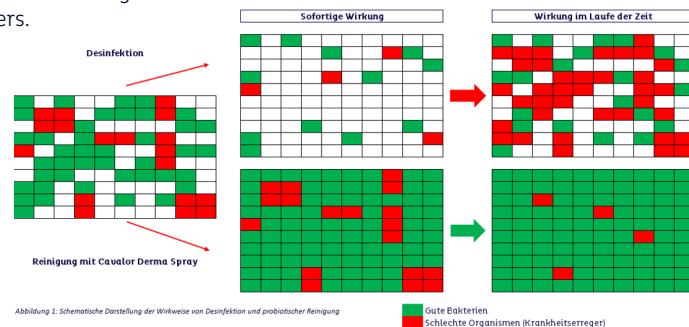 ers.
Desinfektion
Sofortige Wirkung
Wirkung im Laufe der Zeit
Reinigung mit Cavalor Derma Spray
Abbildung 1: Schematische Darstellung der Wirkweise von Desinfektion und probiotischer Reinigung
Gute Bakterien
Schlechte Organismen (Krankheitserreger)